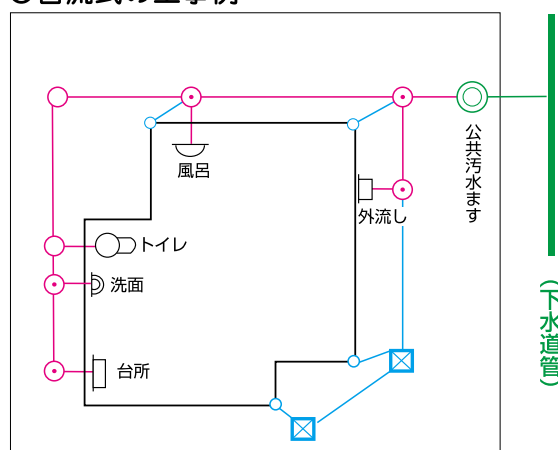 ●合流式の工事例
風呂
トイレ
洗面
台所
外流し
公共汚水ます
(下水道管)